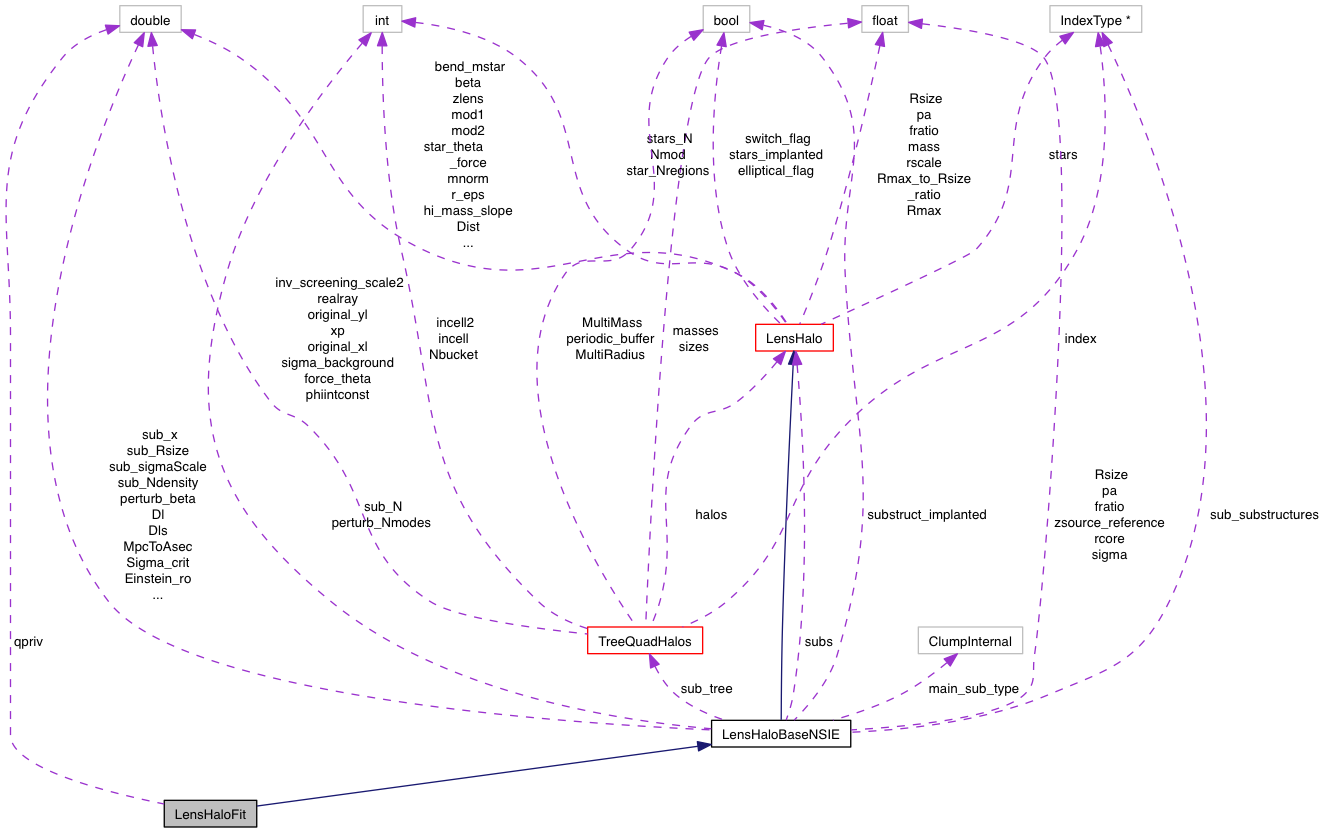 double
int
bool
float
IndexType *
bend_mstar
beta
zlens
mod1
mod2
star_theta
_force
mnorm
r_eps
hi_mass_slope
Dist
...
stars_N
Nmod
star_Nregions
switch_flag
stars_implanted
elliptical_flag
Rsize
pa
fratio
mass
rscale
Rmax_to_Rsize
_ratio
Rmax
stars
inv_screening_scale2
realray
original_yl
xp
original_xl
sigma_background
force_theta
phiintconst
incell2
incell
Nbucket
MultiMass
periodic_buffer
MultiRadius
masses
sizes
LensHalo
index
sub_x
sub_Rsize
sub_sigmaScale
sub_Ndensity
perturb_beta
Dl
Dls
MpcToAsec
Sigma_crit
Einstein_ro
...
sub_N
perturb_Nmodes
halos
substruct_implanted
Rsize
pa
fratio
zsource_reference
rcore
sigma
sub_substructures
qpriv
TreeQuadHalos
subs
ClumpInternal
sub_tree
main_sub_type
LensHaloBaseNSIE
LensHaloFit